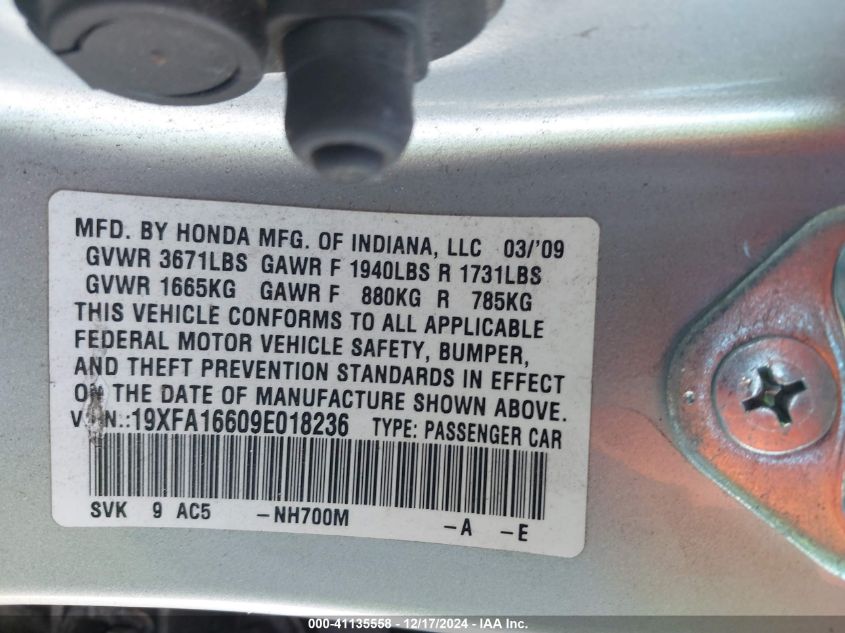 MFD. BY HONDA MFG. OF INDIANA, LLC 03/'09
GVWR 3671LBS GAWR F 1940LBS R 1731LBS
GVWR 1665KG GAWR F 880KG R 785KG
THIS VEHICLE CONFORMS TO ALL APPLICABLE
FEDERAL MOTOR VEHICLE SAFETY, BUMPER,
AND THEFT PREVENTION STANDARDS IN EFFECT
ON THE DATE OF MANUFACTURE SHOWN ABOVE.
V.I.N.:19XFA16609E018236 TYPE: PASSENGER CAR
SVK 9 AC5 -NH700M -A -E
000-41135558 - 12/17/2024 - IAA Inc.